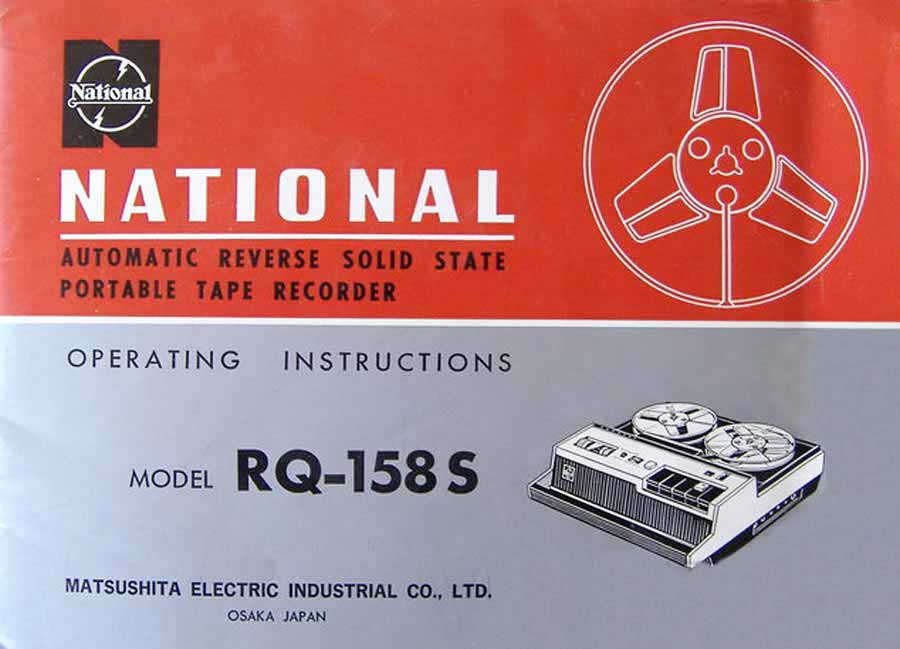 National
NATIONAL
AUTOMATIC REVERSE SOLID STATE
PORTABLE TAPE RECORDER
OPERATING INSTRUCTIONS
MODEL RQ-158S
MATSUSHITA ELECTRIC INDUSTRIAL CO., LTD.
OSAKA JAPAN